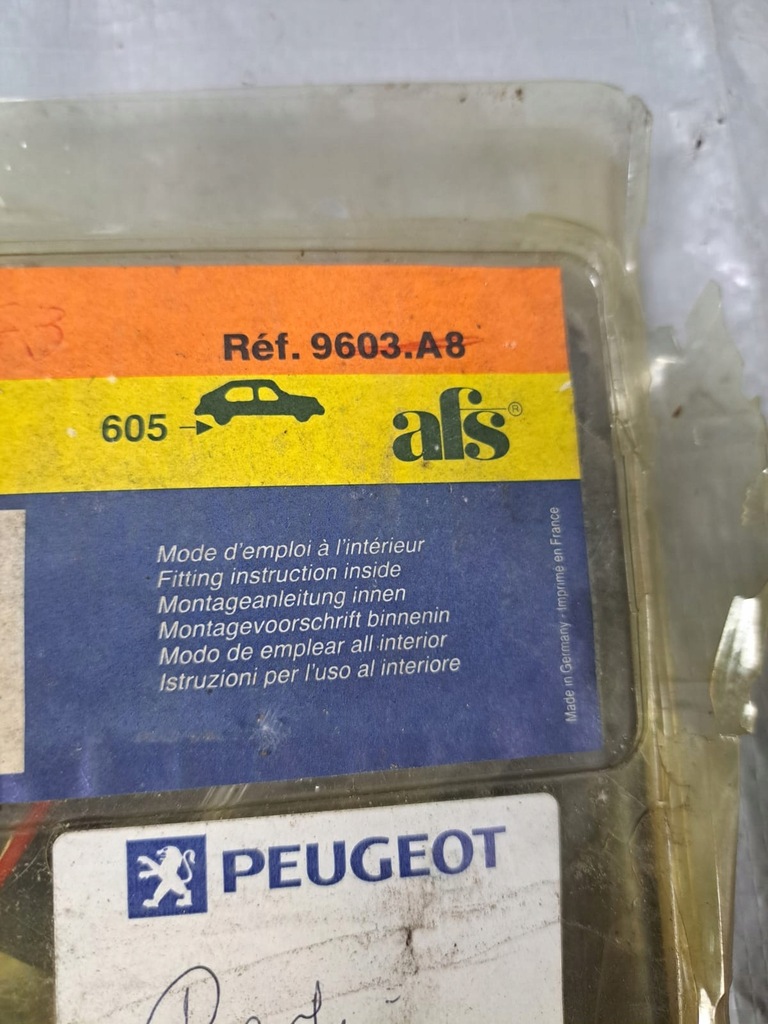 A3
Réf. 9603.A8
605
afs®
Mode d'emploi à l'intérieur
Fitting instruction inside
Montageanleitung innen
Montagevoorschrift binnenin
Modo de emplear all interior
Istruzioni per l'uso al interiore
Made in Germany - Imprimé en France
PEUGEOT